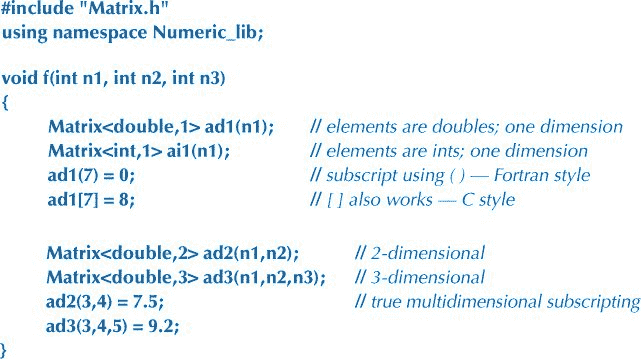 #include "Matrix.h"
using namespace Numeric_lib;
void f(int n1, int n2, int n3)
{
Matrix<double,1> ad1(n1); // elements are doubles; one dimension
Matrix<int,1> ai1(n1); // elements are ints; one dimension
ad1(7) = 0; // subscript using ( ) — Fortran style
ad1[7] = 8; // [ ] also works — C style
Matrix<double,2> ad2(n1,n2); // 2-dimensional
Matrix<double,3> ad3(n1,n2,n3); // 3-dimensional
ad2(3,4) = 7.5; // true multidimensional subscripting
ad3(3,4,5) = 9.2;
}